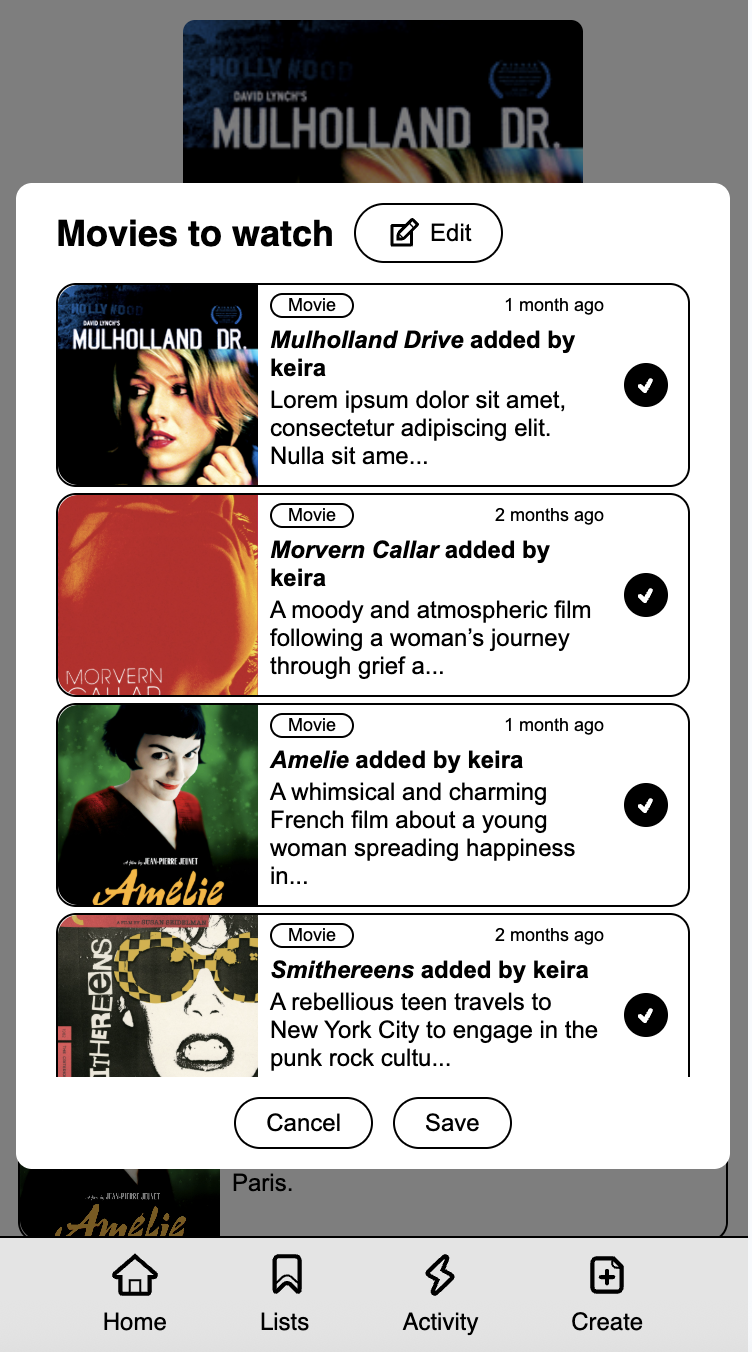 HOLLYWOOD
DAVID LYNCH'S
MULHOLLAND DR.
Movies to watch
Edit
HOLLYWOOD
DAVID LYNCH'S
MULHOLLAND DR.
Movie
1 month ago
Mulholland Drive added by
keira
Lorem ipsum dolor sit amet,
consectetur adipiscing elit.
Nulla sit ame...
MORVERN
CALLAR
Movie
2 months ago
Morvern Callar added by
keira
A moody and atmospheric film
following a woman’s journey
through grief a...
A film by JEAN-PIERRE JEUNET
Amélie
Movie
1 month ago
Amelie added by keira
A whimsical and charming
French film about a young
woman spreading happiness
in...
A FILM BY SUSAN SEIDELMAN
ITHEREENS
Movie
2 months ago
Smithereens added by keira
A rebellious teen travels to
New York City to engage in the
punk rock cultu...
Cancel
Save
Paris.
A film by JEAN-PIERRE JEUNET
Amélie
Home
Lists
Activity
Create